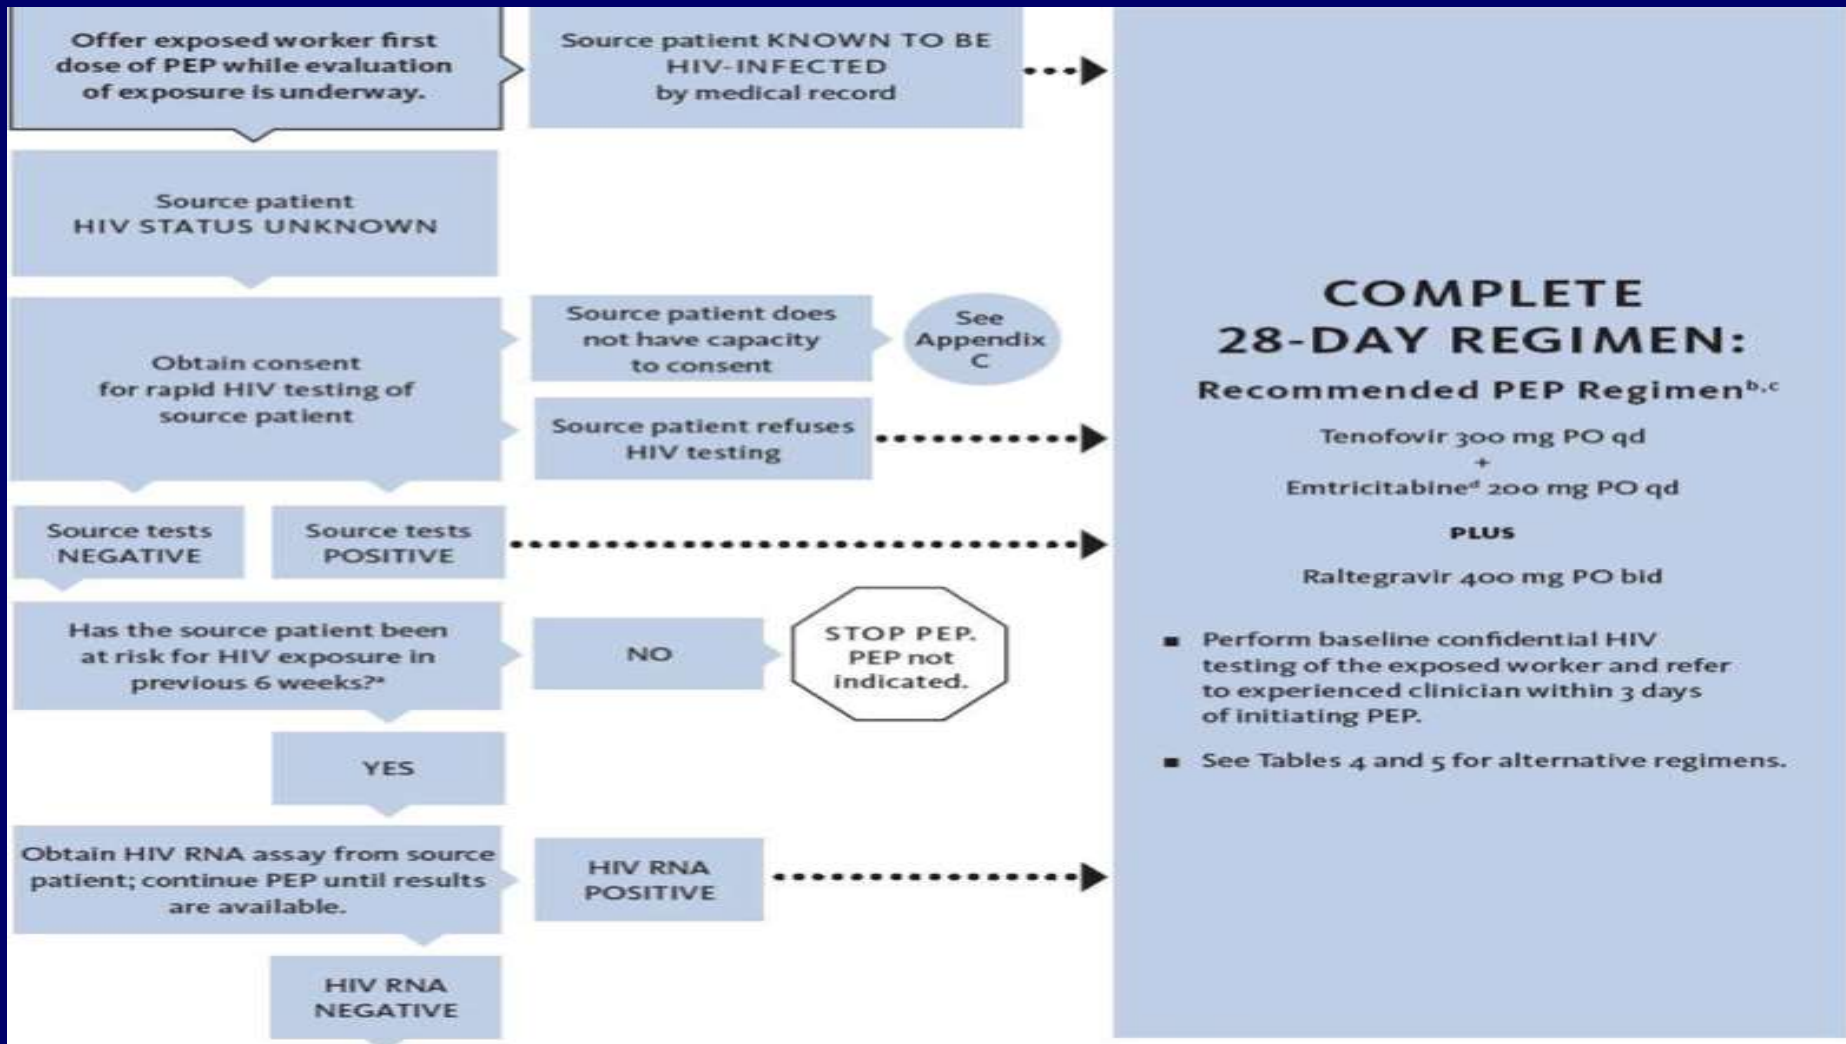 Offer exposed worker first
dose of PEP while evaluation
of exposure is underway.
Source patient KNOWN TO BE
HIV-INFECTED
by medical record
Source patient
HIV STATUS UNKNOWN
Obtain consent
for rapid HIV testing of
source patient
Source patient does
not have capacity
to consent
See
Appendix
C
Source patient refuses
HIV testing
Source tests
NEGATIVE
Source tests
POSITIVE
Has the source patient been
at risk for HIV exposure in
previous 6 weeks?ᵃ
NO
STOP PEP.
PEP not
indicated.
YES
Obtain HIV RNA assay from source
patient; continue PEP until results
are available.
HIV RNA
POSITIVE
HIV RNA
NEGATIVE
COMPLETE
28-DAY REGIMEN:
Recommended PEP Regimenᵇ,ᶜ
Tenofovir 300 mg PO qd
+
Emtricitabineᵈ 200 mg PO qd
PLUS
Raltegravir 400 mg PO bid
■ Perform baseline confidential HIV
testing of the exposed worker and refer
to experienced clinician within 3 days
of initiating PEP.
■ See Tables 4 and 5 for alternative regimens.